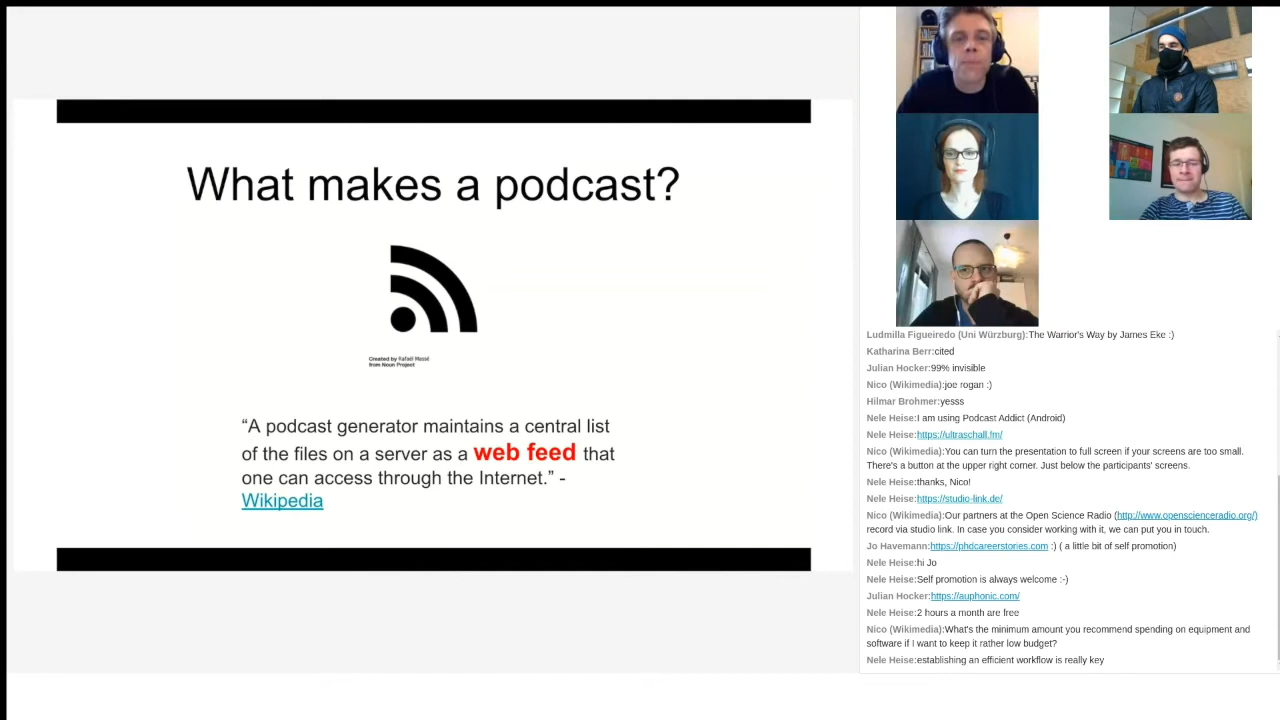 What makes a podcast?
Created by Rafael Massé
from Noun Project
“A podcast generator maintains a central list
of the files on a server as a web feed that
one can access through the Internet.” -
Wikipedia
Ludmilla Figueiredo (Uni Würzburg):The Warrior's Way by James Eke :)
Katharina Berr:cited
Julian Hocker:99% invisible
Nico (Wikimedia):joe rogan :)
Hilmar Brohmer:yesss
Nele Heise:I am using Podcast Addict (Android)
Nele Heise:https://ultraschall.fm/
Nico (Wikimedia):You can turn the presentation to full screen if your screens are too small.
There's a button at the upper right corner. Just below the participants' screens.
Nele Heise:thanks, Nico!
Nele Heise:https://studio-link.de/
Nico (Wikimedia):Our partners at the Open Science Radio (http://www.openscienceradio.org/)
record via studio link. In case you consider working with it, we can put you in touch.
Jo Havemann:https://phdcareerstories.com :) ( a little bit of self promotion)
Nele Heise:hi Jo
Nele Heise:Self promotion is always welcome :-)
Julian Hocker:https://auphonic.com/
Nele Heise:2 hours a month are free
Nico (Wikimedia):What's the minimum amount you recommend spending on equipment and
software if I want to keep it rather low budget?
Nele Heise:establishing an efficient workflow is really key